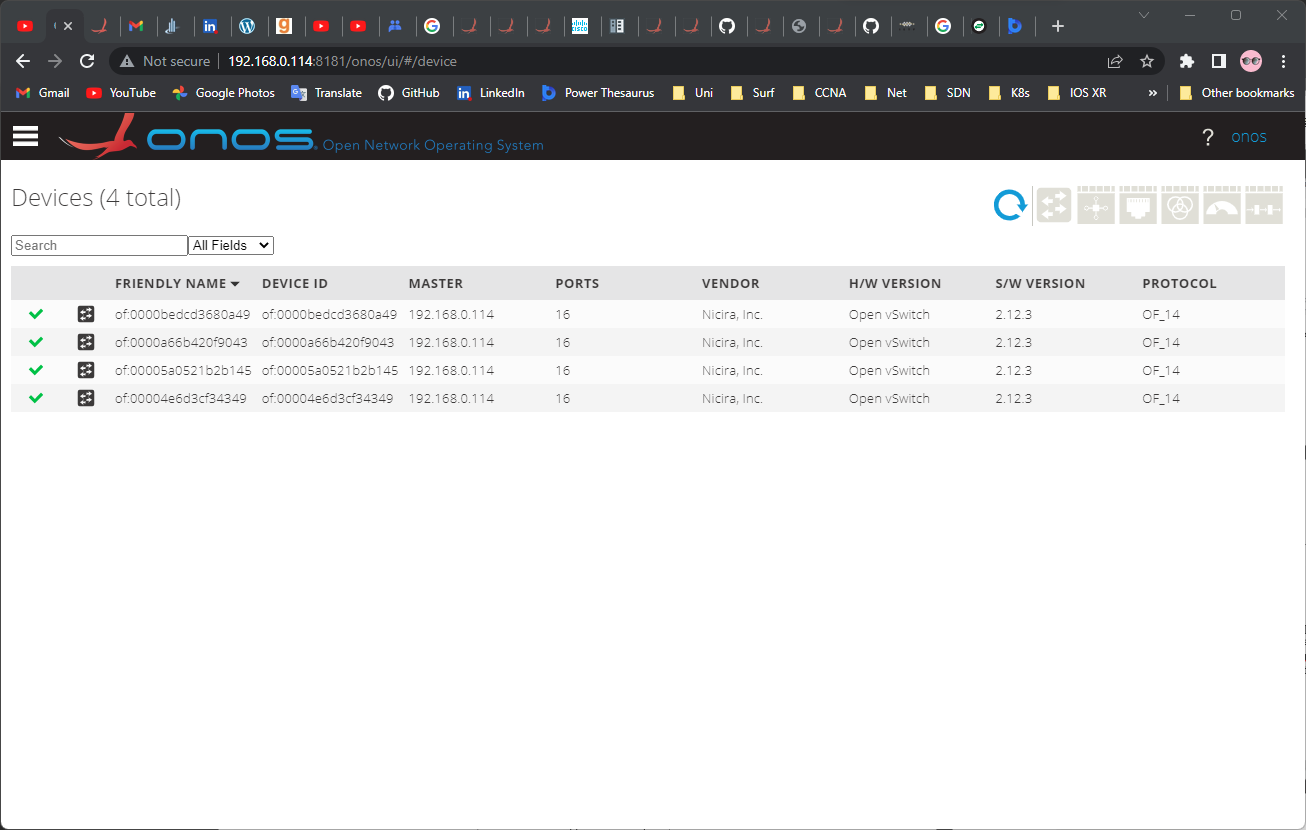 Not secure 192.168.0.114:8181/onos/ui/#/device
Gmail YouTube Google Photos Translate GitHub LinkedIn Power Thesaurus Uni Surf CCNA Net SDN K8s IOS XR » Other bookmarks
onos Open Network Operating System ? onos
Devices (4 total)
Search All Fields
FRIENDLY NAME DEVICE ID MASTER PORTS VENDOR H/W VERSION S/W VERSION PROTOCOL
of:0000bedcd3680a49 of:0000bedcd3680a49 192.168.0.114 16 Nicira, Inc. Open vSwitch 2.12.3 OF_14
of:0000a66b420f9043 of:0000a66b420f9043 192.168.0.114 16 Nicira, Inc. Open vSwitch 2.12.3 OF_14
of:00005a0521b2b145 of:00005a0521b2b145 192.168.0.114 16 Nicira, Inc. Open vSwitch 2.12.3 OF_14
of:00004e6d3cf34349 of:00004e6d3cf34349 192.168.0.114 16 Nicira, Inc. Open vSwitch 2.12.3 OF_14